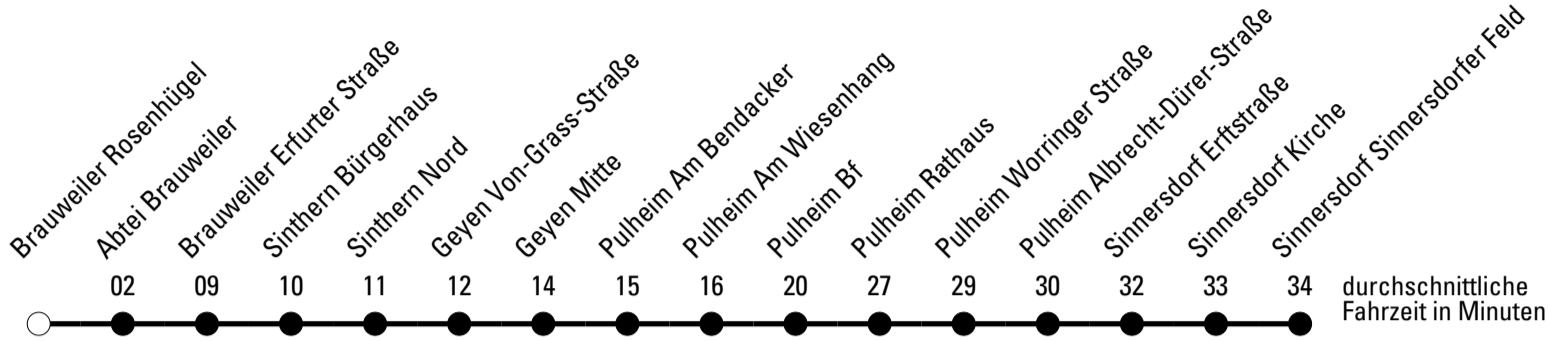 Brauweiler Rosenhügel
Abtei Brauweiler
Brauweiler Erfurter Straße
Sinthern Bürgerhaus
Sinthern Nord
Geyen Von-Grass-Straße
Geyen Mitte
Pulheim Am Bendacker
Pulheim Am Wiesenhang
Pulheim Bf
Pulheim Rathaus
Pulheim Worringer Straße
Pulheim Albrecht-Dürer-Straße
Sinnersdorf Erftstraße
Sinnersdorf Kirche
Sinnersdorf Sinnersdorfer Feld
02 09 10 11 12 14 15 16 20 27 29 30 32 33 34
durchschnittliche
Fahrzeit in Minuten